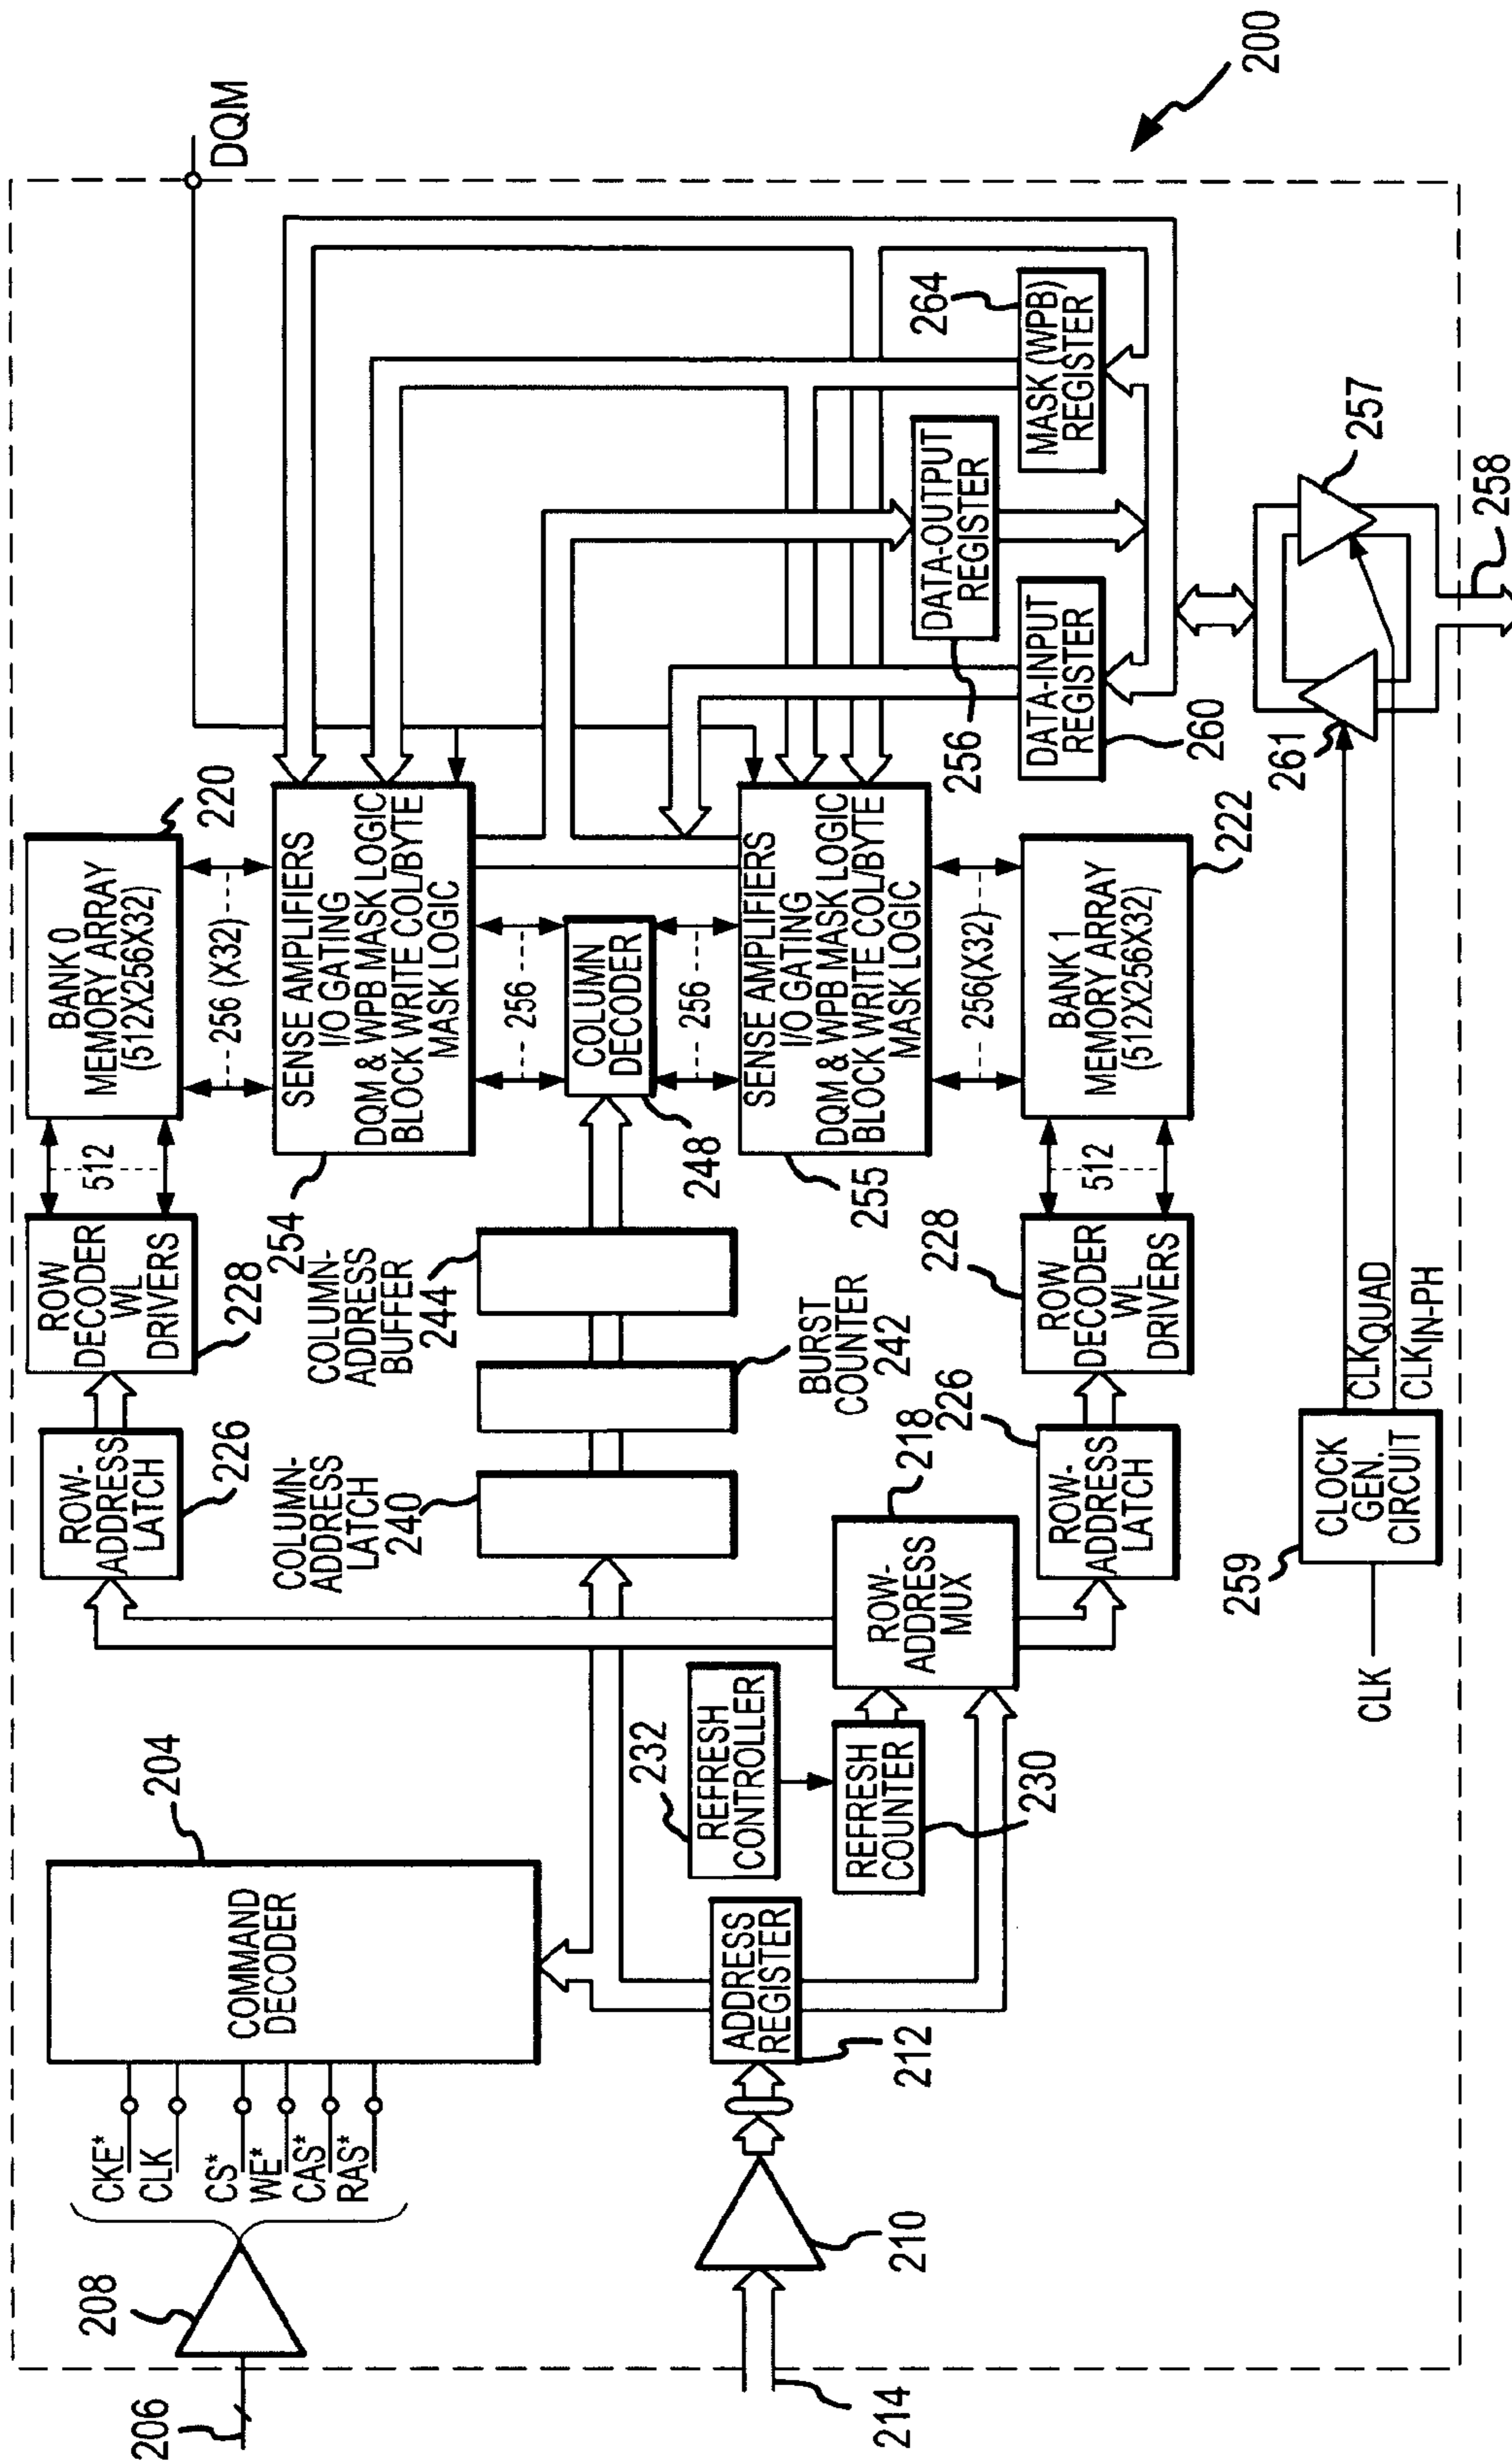 206
208
CKE*
CLK
CS*
WE*
CAS*
RAS*
204
COMMAND
DECODER
214
210
212
ADDRESS
REGISTER
232
REFRESH
CONTROLLER
REFRESH
COUNTER
230
ROW-
ADDRESS
MUX
218
ROW-
ADDRESS
LATCH
226
ROW
DECODER
WL
DRIVERS
228
512
BANK 0
MEMORY ARRAY
(512X256X32)
220
256 (X32)
COLUMN-
ADDRESS
LATCH
240
BURST
COUNTER
242
COLUMN-
ADDRESS
BUFFER
244
254
SENSE AMPLIFIERS
I/O GATING
DQM & WPB MASK LOGIC
BLOCK WRITE COL/BYTE
MASK LOGIC
256
COLUMN
DECODER
248
256
255
SENSE AMPLIFIERS
I/O GATING
DQM & WPB MASK LOGIC
BLOCK WRITE COL/BYTE
MASK LOGIC
256(X32)
226
ROW-
ADDRESS
LATCH
228
ROW
DECODER
WL
DRIVERS
512
BANK 1
MEMORY ARRAY
(512X256X32)
222
DQM
DATA-OUTPUT
REGISTER
256
DATA-INPUT
REGISTER
260
264
MASK (WPB)
REGISTER
CLK
259
CLOCK
GEN.
CIRCUIT
CLKQUAD
CLKIN-PH
261
257
258
200